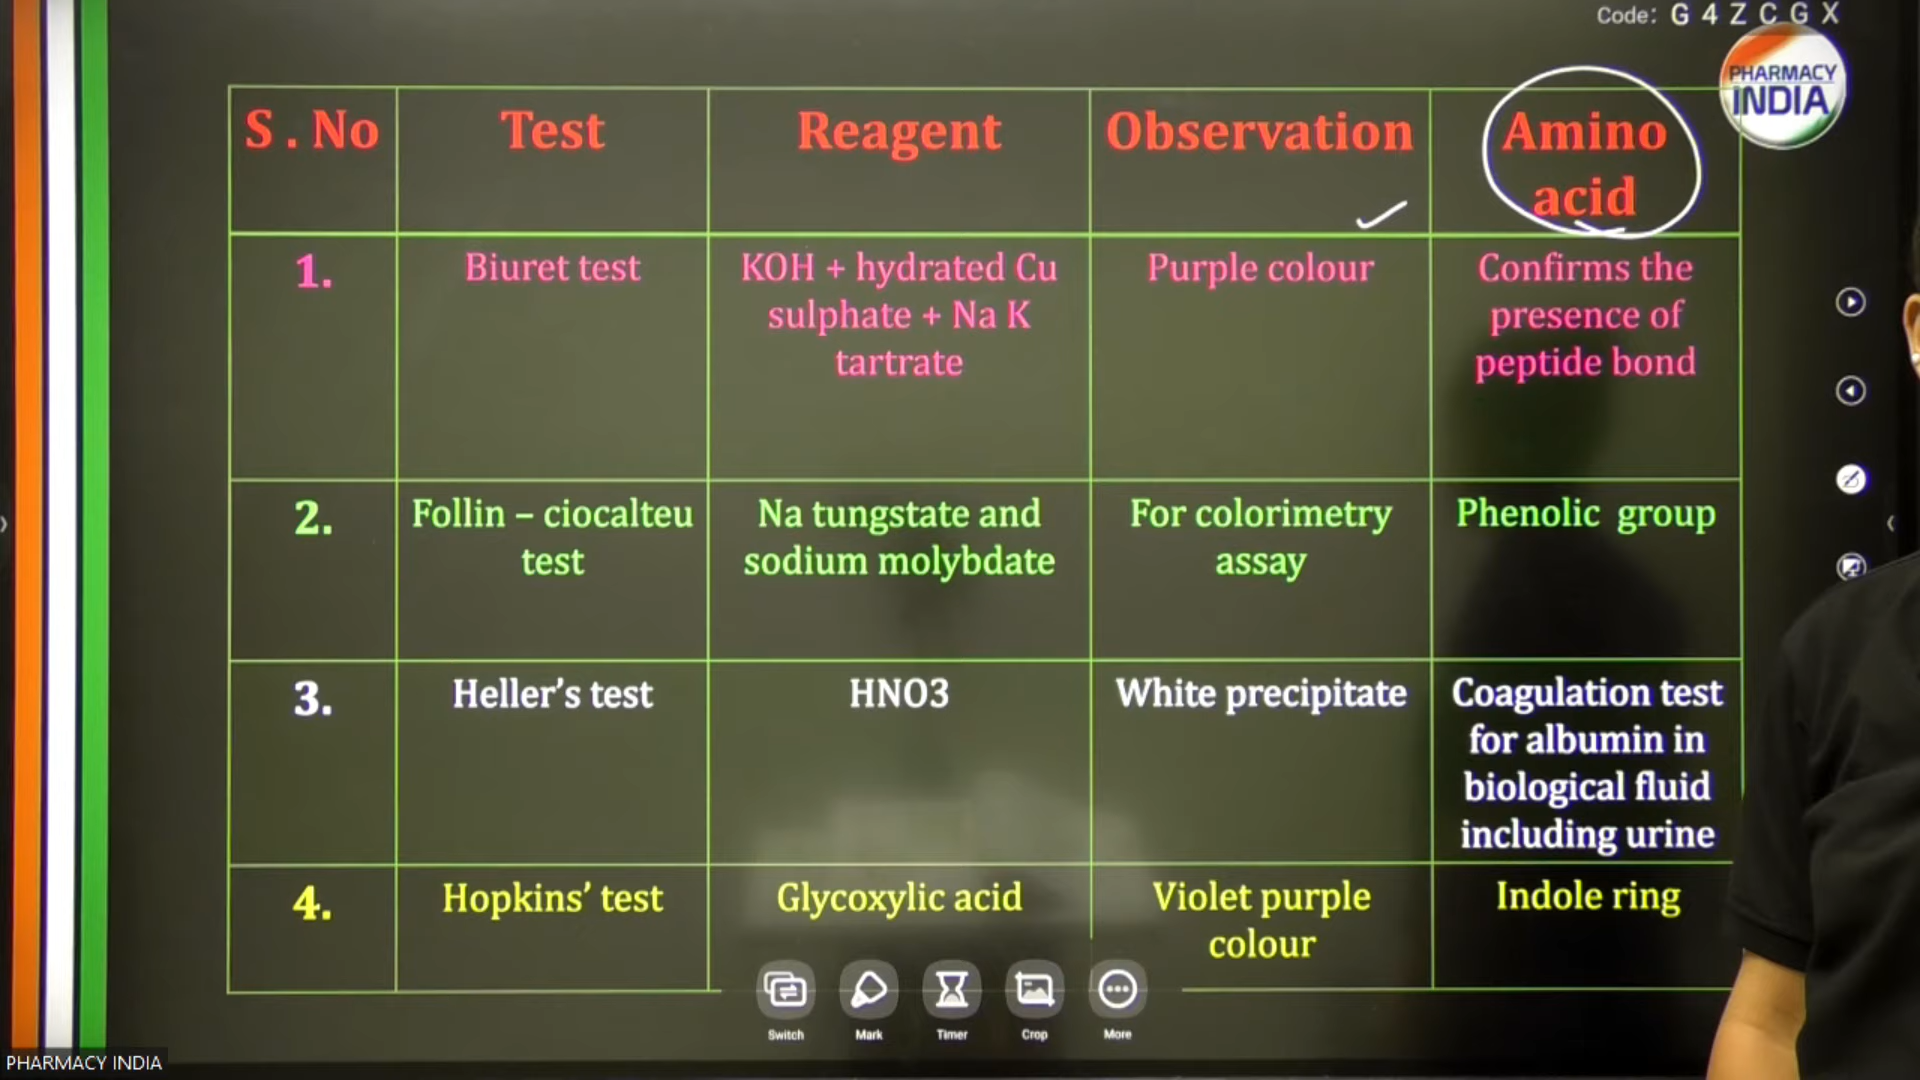 Code: G 4 Z C G X
PHARMACY
INDIA
S . No Test Reagent Observation Amino
acid
1. Biuret test KOH + hydrated Cu Purple colour Confirms the
sulphate + Na K presence of
tartrate peptide bond
2. Follin – ciocalteu Na tungstate and For colorimetry Phenolic group
test sodium molybdate assay
3. Heller's test HNO3 White precipitate Coagulation test
for albumin in
biological fluid
including urine
4. Hopkins' test Glycoxylic acid Violet purple Indole ring
colour
Switch Mark Timer Crop More
PHARMACY INDIA